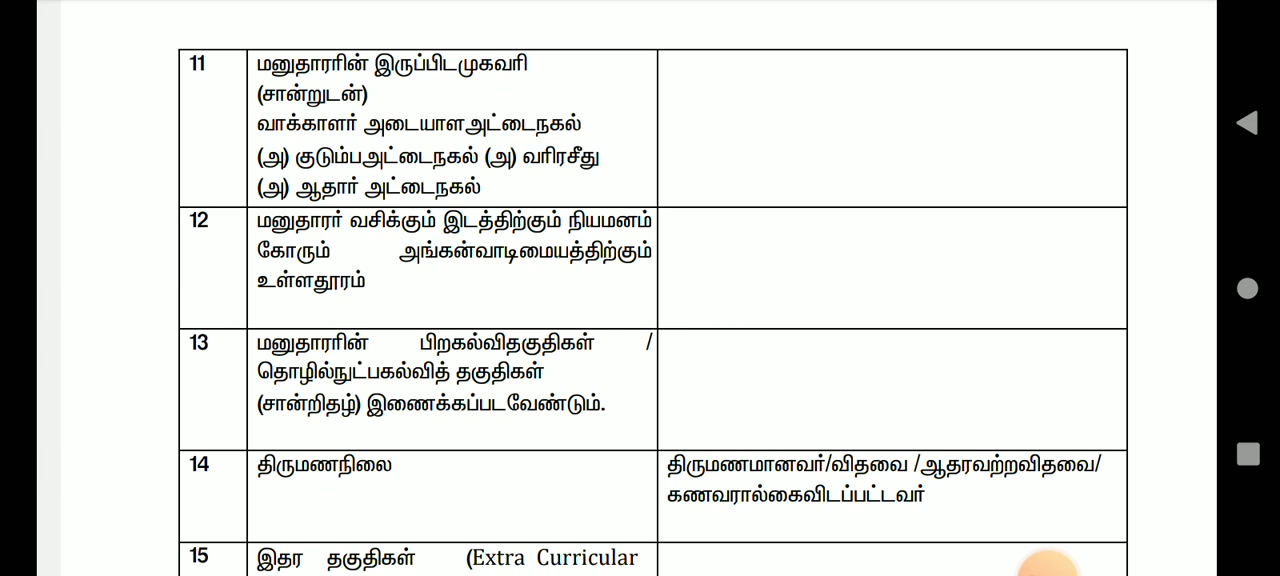 11
மனுதாரரின் இருப்பிடமுகவரி
(சான்றுடன்)
வாக்காளர் அடையாளஅட்டைநகல்
(அ) குடும்பஅட்டைநகல் (அ) வரிரசீது
(அ) ஆதார் அட்டைநகல்
12
மனுதாரர் வசிக்கும் இடத்திற்கும் நியமனம்
கோரும் அங்கன்வாடிமையத்திற்கும்
உள்ளதூரம்
13
மனுதாரரின் பிறகல்விதகுதிகள் /
தொழில்நுட்பகல்வித் தகுதிகள்
(சான்றிதழ்) இணைக்கப்படவேண்டும்.
14
திருமணநிலை
திருமணமானவர்/விதவை /ஆதரவற்றவிதவை/
கணவரால்கைவிடப்பட்டவர்
15
இதர தகுதிகள் (Extra Curricular